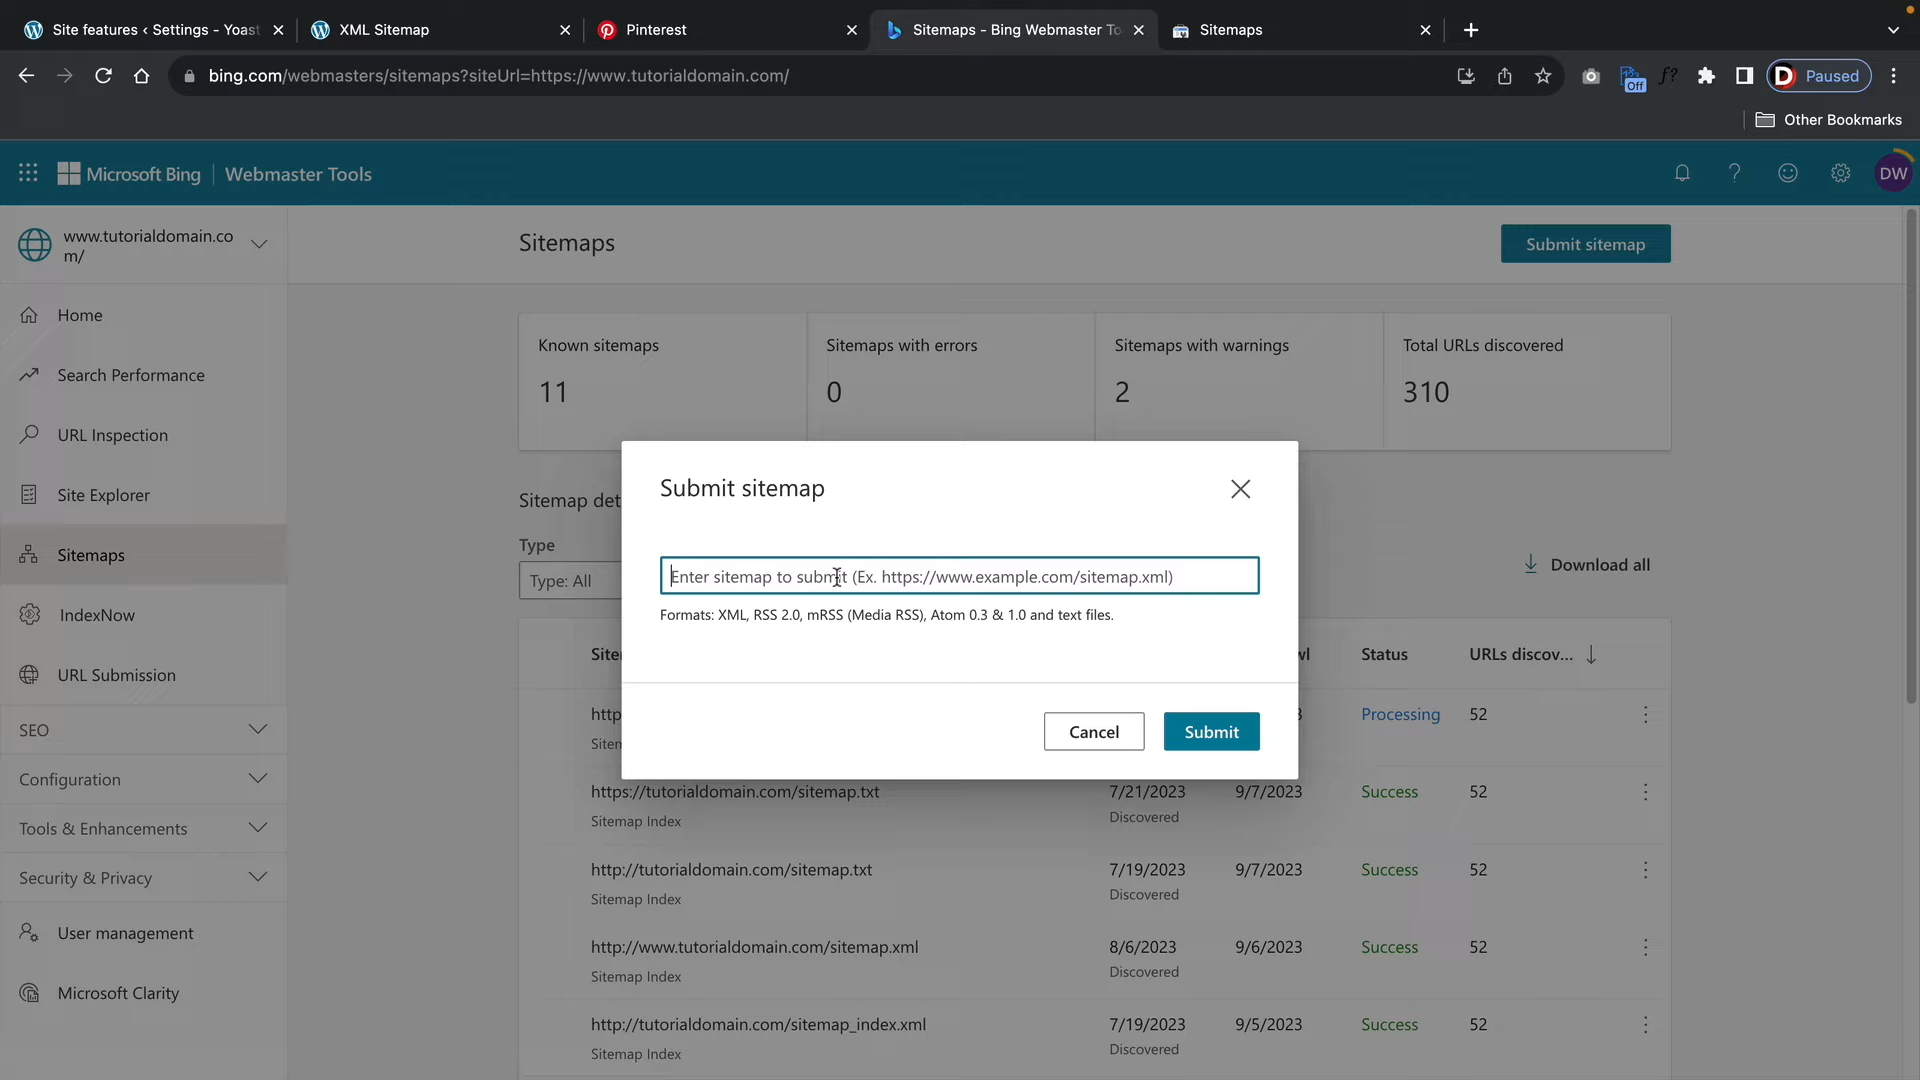 Site features ‹ Settings - Yoast
XML Sitemap
Pinterest
Sitemaps - Bing Webmaster To
Sitemaps
bing.com/webmasters/sitemaps?siteUrl=https://www.tutorialdomain.com/
Off
f?
D
Paused
Other Bookmarks
Microsoft Bing
Webmaster Tools
DW
www.tutorialdomain.co
m/
Sitemaps
Submit sitemap
Home
Search Performance
URL Inspection
Site Explorer
Sitemaps
IndexNow
URL Submission
SEO
Configuration
Tools & Enhancements
Security & Privacy
User management
Microsoft Clarity
Known sitemaps
11
Sitemaps with errors
0
Sitemaps with warnings
2
Total URLs discovered
310
Sitemap det
Type
Type: All
Download all
Submit sitemap
Enter sitemap to submit (Ex. https://www.example.com/sitemap.xml)
Formats: XML, RSS 2.0, mRSS (Media RSS), Atom 0.3 & 1.0 and text files.
Cancel
Submit
Status
URLs discov...
http
Processing
52
https://tutorialdomain.com/sitemap.txt
7/21/2023
9/7/2023
Success
52
Sitemap Index
Discovered
http://tutorialdomain.com/sitemap.txt
7/19/2023
9/7/2023
Success
52
Sitemap Index
Discovered
http://www.tutorialdomain.com/sitemap.xml
8/6/2023
9/6/2023
Success
52
Sitemap Index
Discovered
http://tutorialdomain.com/sitemap_index.xml
7/19/2023
9/5/2023
Success
52
Sitemap Index
Discovered